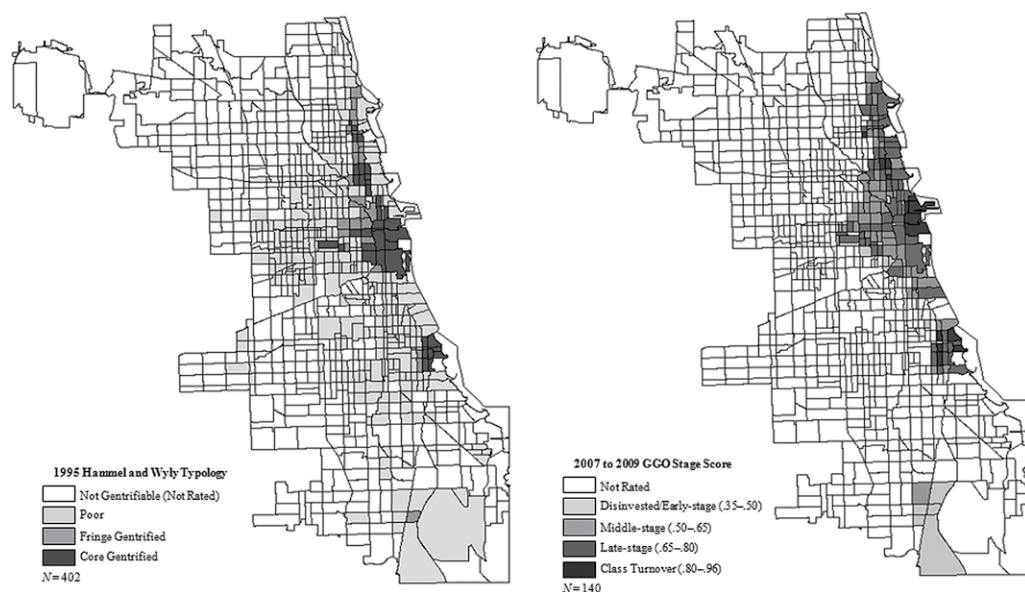 1995 Hammel and Wyly Typology
Not Gentrifiable (Not Rated)
Poor
Fringe Gentrified
Core Gentrified
N=402
2007 to 2009 GGO Stage Score
Not Rated
Disinvested/Early-stage (.35–.50)
Middle-stage (.50–.65)
Late-stage (.65–.80)
Class Turnover (.80–.96)
N=140